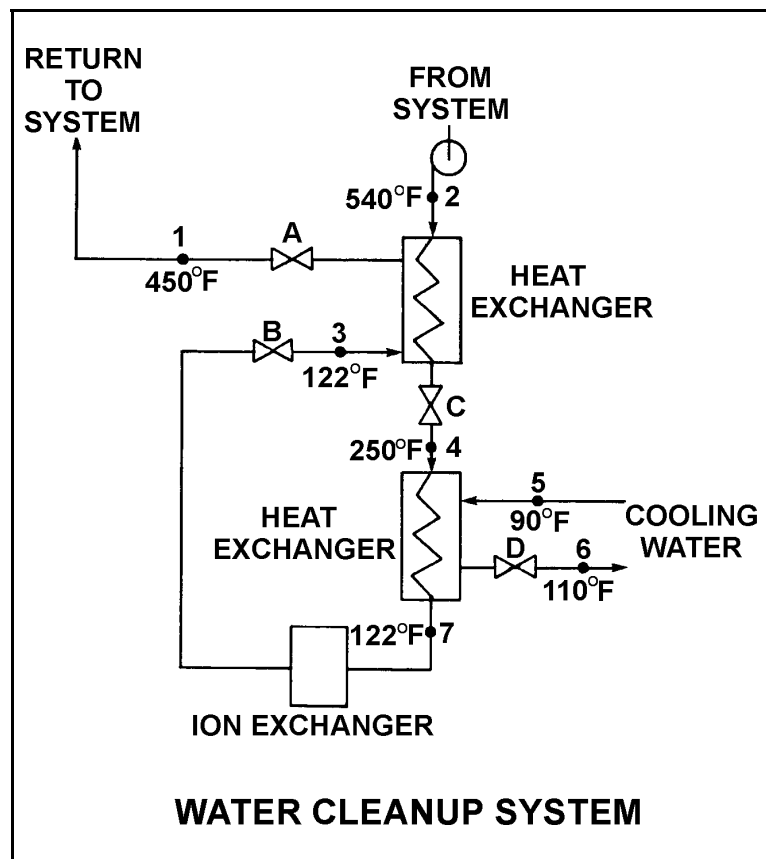 RETURN
TO
SYSTEM
FROM
SYSTEM
540°F 2
1
A
450°F
HEAT
EXCHANGER
B
3
122°F
C
250°F 4
HEAT
EXCHANGER
5
90°F
COOLING
WATER
D
6
110°F
122°F 7
ION EXCHANGER
WATER CLEANUP SYSTEM